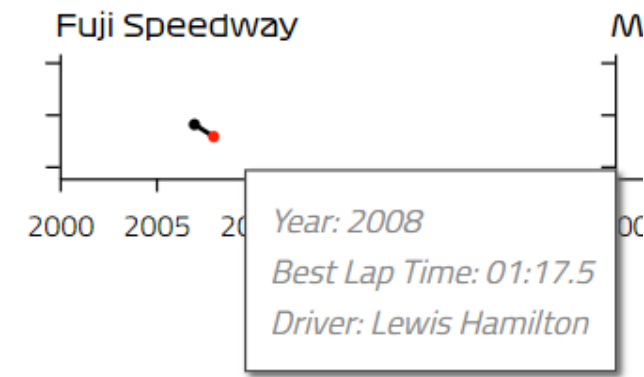 Fuji Speedway
2000 2005
Year: 2008
Best Lap Time: 01:17.5
Driver: Lewis Hamilton